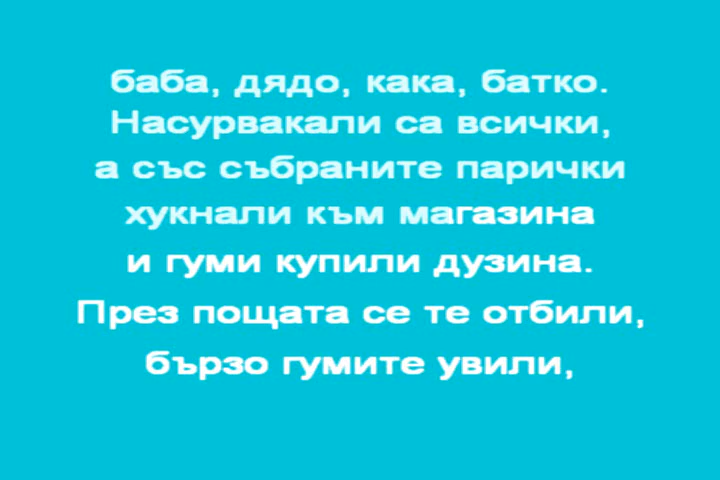 баба, дядо, кака, батко.
Насурвакали са всички,
а със събраните парички
хукнали към магазина
и гуми купили дузина.
През пощата се те отбили,
бързо гумите увили,